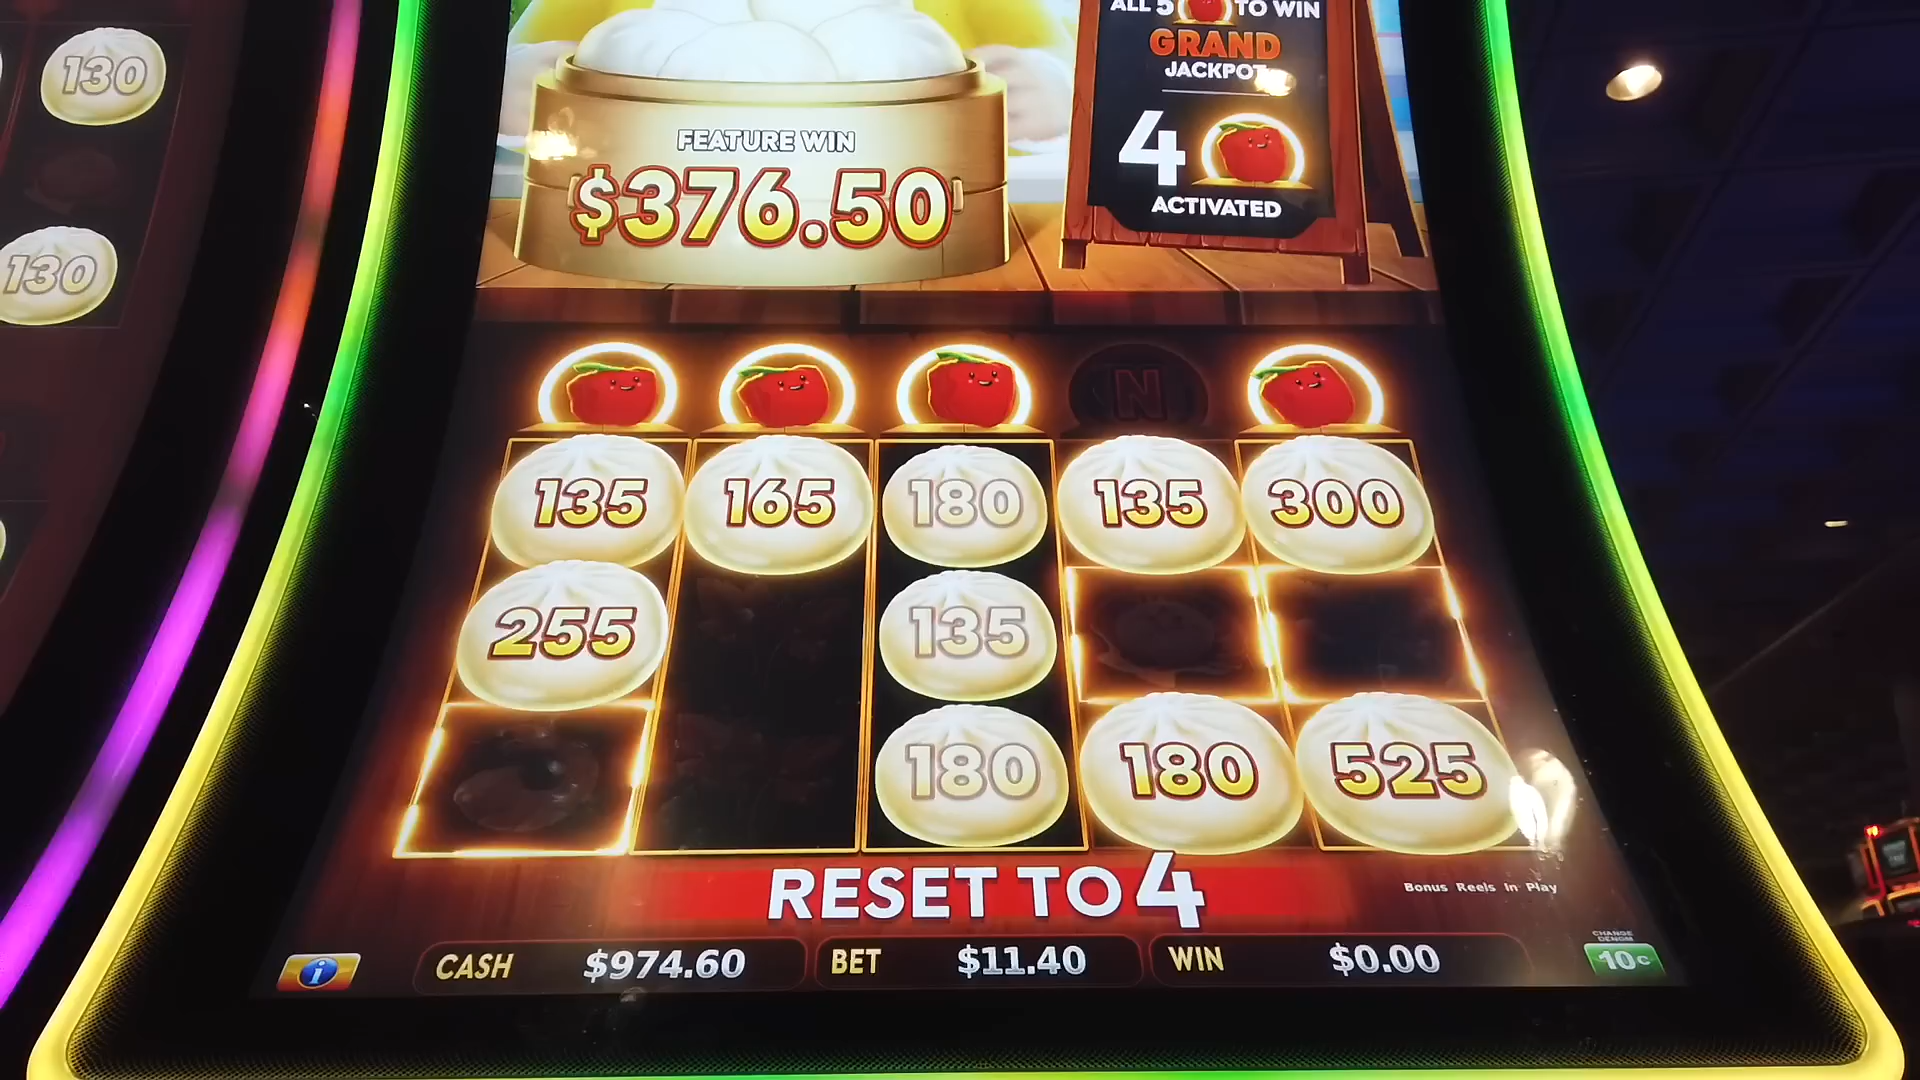 ALL 5 TO WIN
GRAND
JACKPOT
4
ACTIVATED
FEATURE WIN
$376.50
130
130
N
135 165 180 135 300
255 135
180 180 525
RESET TO 4
Bonus Reels In Play
CASH $974.60 BET $11.40 WIN $0.00
CHANGE
DENOM
10¢